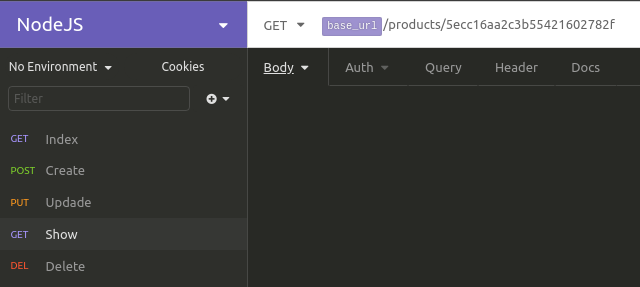 NodeJS
GET base_url/products/5ecc16aa2c3b55421602782f
No Environment Cookies
Body Auth Query Header Docs
Filter
GET Index
POST Create
PUT Updade
GET Show
DEL Delete